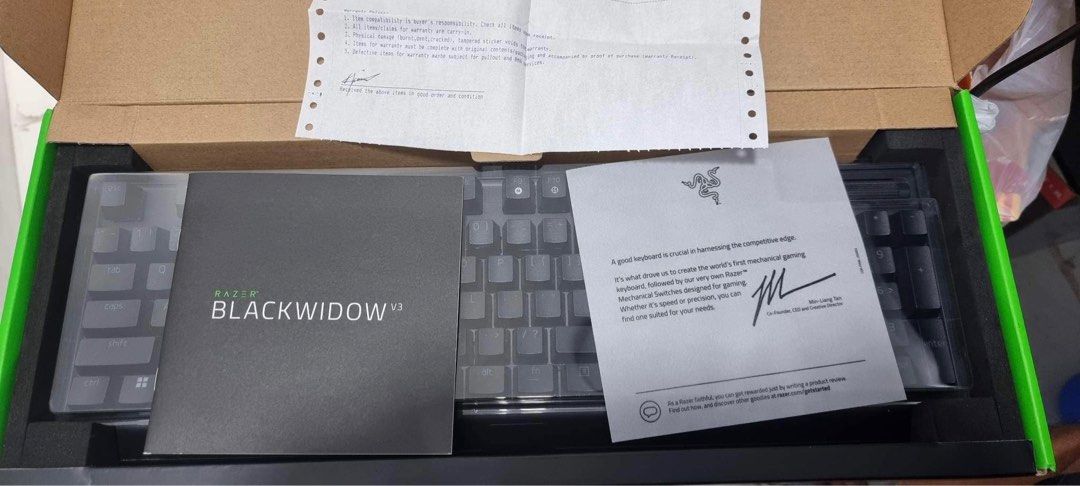 1. Item compatibility is buyer's responsibility. Check all items
2. All items/claims for warranty are carry-in.
3. Physical damage (burnt,dent,cracked), tampered sticker voids warranty.
4. Items for warranty must be complete with original contents/ and accompanied by proof of purchase (Warranty Receipt).
5. Defective items for warranty maybe subject for pullout and services.
Received the above items in good order and condition
RAZER
BLACKWIDOW V3
A good keyboard is crucial in harnessing the competitive edge.
It's what drove us to create the world's first mechanical gaming
keyboard, followed by our very own Razer™
Mechanical Switches designed for gaming.
Whether it's speed or precision, you can
find one suited for your needs.
Min-Liang Tan
Co-Founder, CEO and Creative Director
As a Razer faithful, you can get rewarded just by writing a product review.
Find out how, and discover other goodies at razer.com/getstarted
esc
F9
F10
tab
Q
caps
shift
ctrl
alt
fn
9
enter